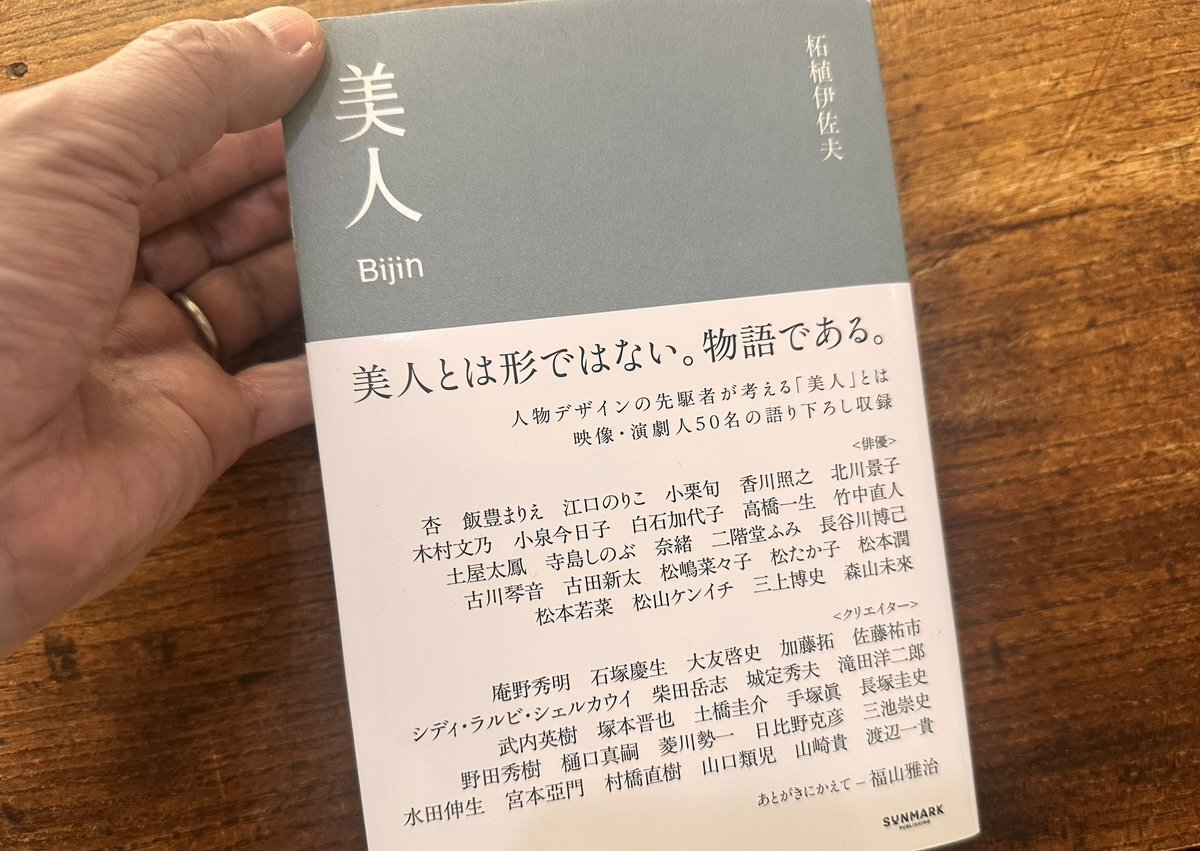 美人
Bijin
柘植伊佐夫
美人とは形ではない。物語である。
人物デザインの先駆者が考える「美人」とは
映像・演劇人50名の語り下ろし収録
<俳優>
杏 飯豊まりえ 江口のりこ 小栗旬 香川照之 北川景子
木村文乃 小泉今日子 白石加代子 高橋一生 竹中直人
土屋太鳳 寺島しのぶ 奈緒 二階堂ふみ 長谷川博己
古川琴音 古田新太 松嶋菜々子 松たか子 松本潤
松本若菜 松山ケンイチ 三上博史 森山未來
<クリエイター>
庵野秀明 石塚慶生 大友啓史 加藤拓 佐藤祐市
シディ・ラルビ・シェルカウイ 柴田岳志 城定秀夫 滝田洋二郎
武内英樹 塚本晋也 土橋圭介 手塚眞 長塚圭史
野田秀樹 樋口真嗣 菱川勢一 日比野克彦 三池崇史
水田伸生 宮本亞門 村橋直樹 山口類児 山崎貴 渡辺一貴
あとがきにかえて – 福山雅治
SUNMARK
PUBLISHING